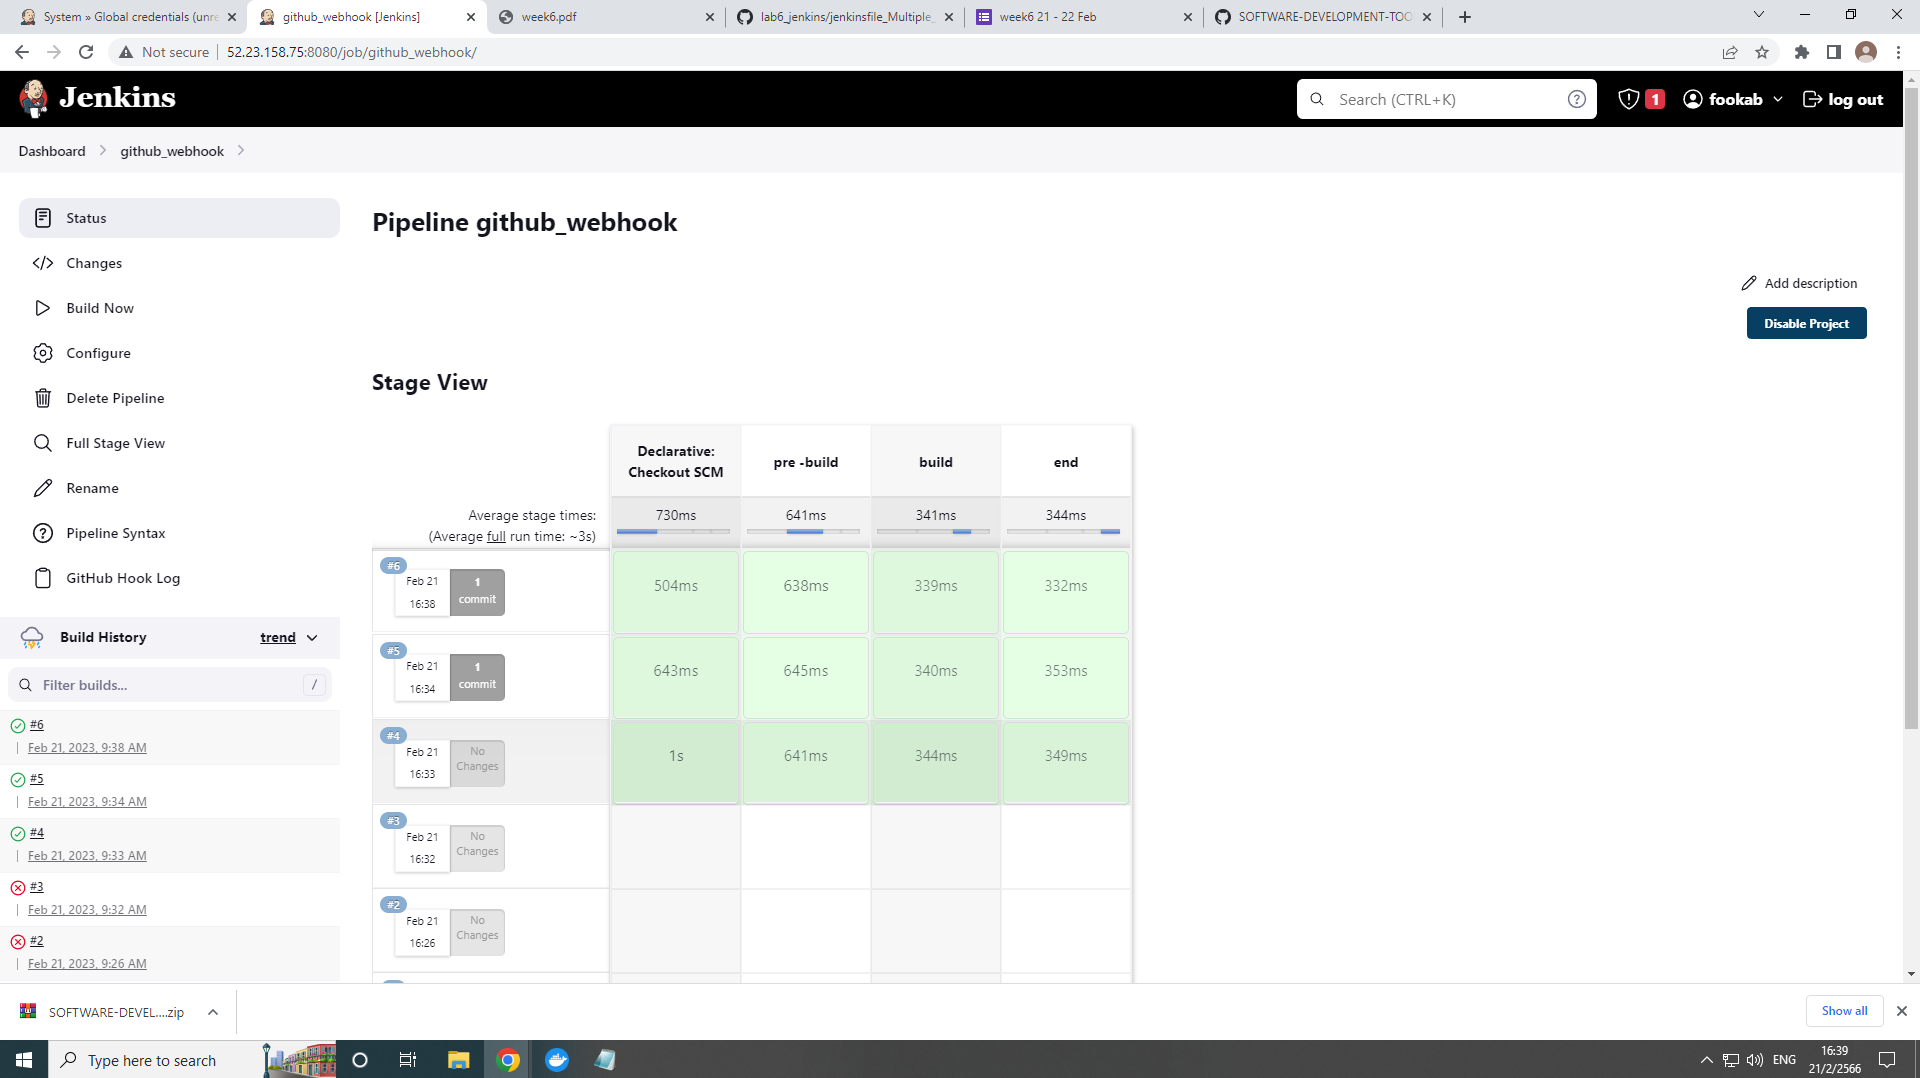 System » Global credentials (unre
github_webhook [Jenkins]
week6.pdf
lab6_jenkins/jenkinsfile_Multiple_
week6 21 - 22 Feb
SOFTWARE-DEVELOPMENT-TOO
Not secure
52.23.158.75:8080/job/github_webhook/
Jenkins
Search (CTRL+K)
1
fookab
log out
Dashboard
github_webhook
Status
Changes
Build Now
Configure
Delete Pipeline
Full Stage View
Rename
Pipeline Syntax
GitHub Hook Log
Build History
trend
Filter builds...
/
#6
Feb 21, 2023, 9:38 AM
#5
Feb 21, 2023, 9:34 AM
#4
Feb 21, 2023, 9:33 AM
#3
Feb 21, 2023, 9:32 AM
#2
Feb 21, 2023, 9:26 AM
Pipeline github_webhook
Add description
Disable Project
Stage View
Declarative:
Checkout SCM
pre -build
build
end
Average stage times:
(Average full run time: ~3s)
730ms
641ms
341ms
344ms
#6
Feb 21
16:38
1
commit
504ms
638ms
339ms
332ms
#5
Feb 21
16:34
1
commit
643ms
645ms
340ms
353ms
#4
Feb 21
16:33
No
Changes
1s
641ms
344ms
349ms
#3
Feb 21
16:32
No
Changes
#2
Feb 21
16:26
No
Changes
SOFTWARE-DEVEL....zip
Show all
Type here to search
ENG
16:39
21/2/2566